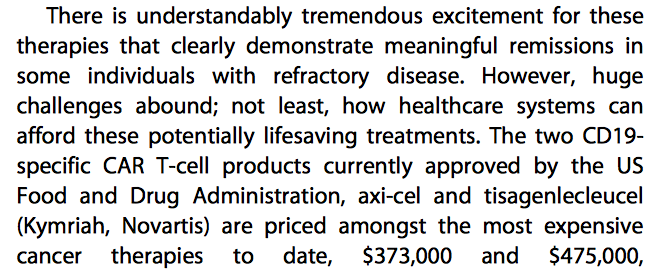 There is understandably tremendous excitement for these
therapies that clearly demonstrate meaningful remissions in
some individuals with refractory disease. However, huge
challenges abound; not least, how healthcare systems can
afford these potentially lifesaving treatments. The two CD19-
specific CAR T-cell products currently approved by the US
Food and Drug Administration, axi-cel and tisagenlecleucel
(Kymriah, Novartis) are priced amongst the most expensive
cancer therapies to date, $373,000 and $475,000,